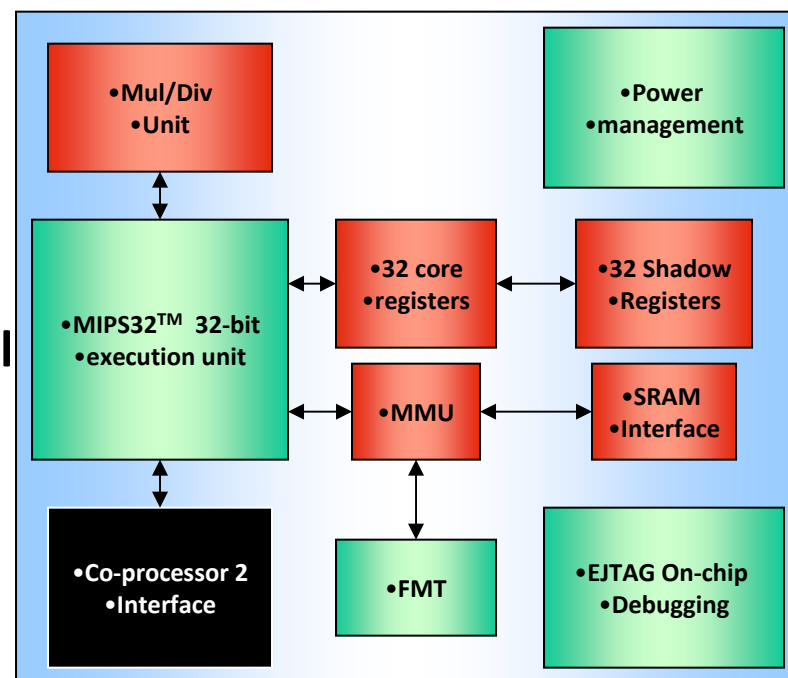 •Mul/Div
•Unit
•Power
•management
•MIPS32™ 32-bit
•execution unit
•32 core
•registers
•32 Shadow
•Registers
•MMU
•SRAM
•Interface
•Co-processor 2
•Interface
•FMT
•EJTAG On-chip
•Debugging